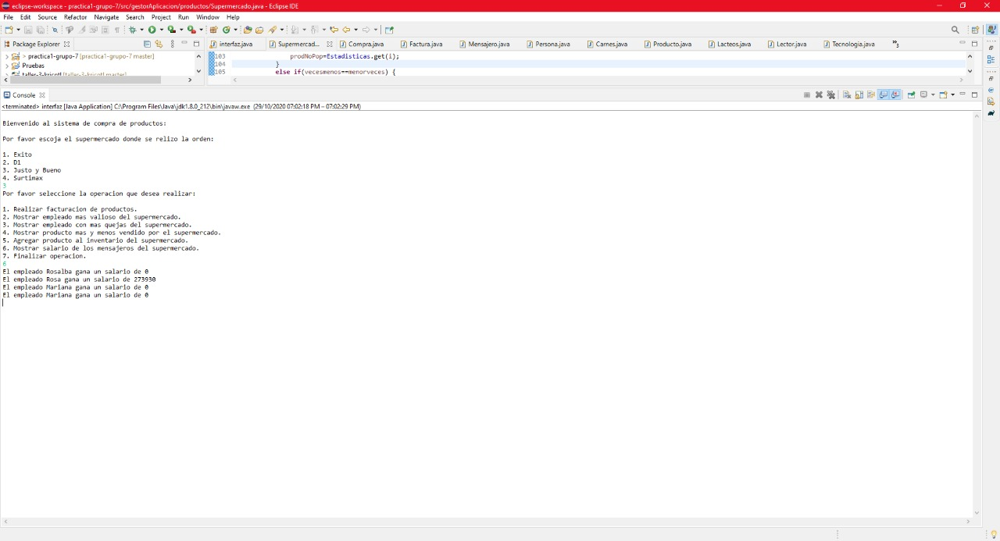 eclipse-workspace - practica1-grupo-7/src/gestorAplicacion/productos/Supermercado.java - Eclipse IDE
File Edit Source Refactor Navigate Search Project Run Window Help
Package Explorer
interfaz.java Supermercad... Compra.java Factura.java Mensajero.java Persona.java Carnes.java Producto.java Lacteos.java Lector.java Tecnologia.java »3
> practica1-grupo-7 [practica1-grupo-7 master]
Pruebas
taller-3-kricotl [taller-3-kricotl master]
103 prodNoPop=Estadisticas.get(i);
104 }
105 else if(vecesmenos==menorveces) {
Console
<terminated> interfaz [Java Application] C:\Program Files\Java\jdk1.8.0_212\bin\javaw.exe (29/10/2020 07:02:18 PM – 07:02:29 PM)
Bienvenido al sistema de compra de productos:
Por favor escoja el supermercado donde se relizo la orden:
1. Exito
2. D1
3. Justo y Bueno
4. Surtimax
3
Por favor seleccione la operacion que desea realizar:
1. Realizar facturacion de productos.
2. Mostrar empleado mas valioso del supermercado.
3. Mostrar empleado con mas quejas del supermercado.
4. Mostrar producto mas y menos vendido por el supermercado.
5. Agregar producto al inventario del supermercado.
6. Mostrar salario de los mensajeros del supermercado.
7. Finalizar operacion.
6
El empleado Rosalba gana un salario de 0
El empleado Rosa gana un salario de 273930
El empleado Mariana gana un salario de 0
El empleado Mariana gana un salario de 0